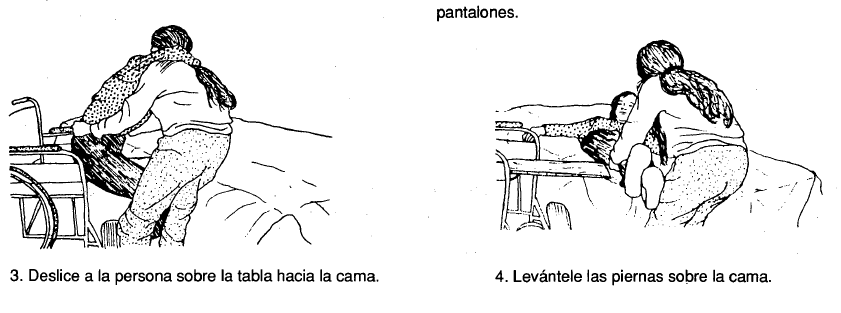 pantalones.
3. Deslice a la persona sobre la tabla hacia la cama.
4. Levántele las piernas sobre la cama.